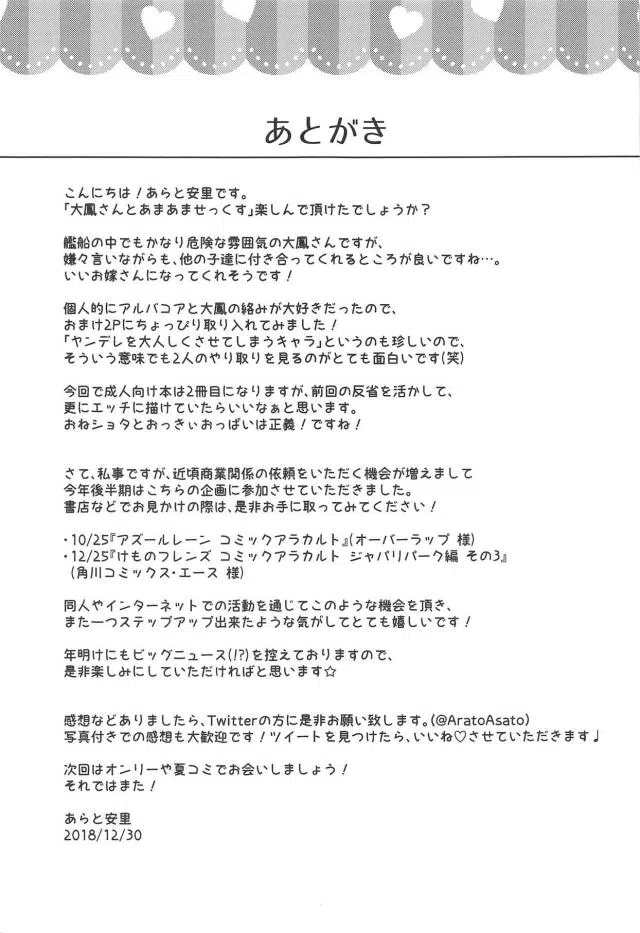 あとがき
こんにちは！あらと安里です。
「大鳳さんとあまあませっくす」楽しんで頂けたでしょうか？
艦船の中でもかなり危険な雰囲気の大鳳さんですが、
嫌々言いながらも、他の子達に付き合ってくれるところが良いですね…。
いいお嫁さんになってくれそうです！
個人的にアルバコアと大鳳の絡みが大好きだったので、
おまけ2Pにちょっぴり取り入れてみました！
「ヤンデレを大人しくさせてしまうキャラ」というのも珍しいので、
そういう意味でも2人のやり取りを見るのがとても面白いです(笑)
今回で成人向け本は2冊目になりますが、前回の反省を活かして、
更にエッチに描けていたらいいなぁと思います。
おねショタとおっきぃおっぱいは正義！ですね！
さて、私事ですが、近頃商業関係の依頼をいただく機会が増えまして
今年後半期はこちらの企画に参加させていただきました。
書店などでお見かけの際は、是非お手に取ってみてください！
・10/25『アズールレーン コミックアラカルト』(オーバーラップ 様)
・12/25『けものフレンズ コミックアラカルト ジャパリパーク編 その3』
(角川コミックス・エース 様)
同人やインターネットでの活動を通じてこのような機会を頂き、
また一つステップアップ出来たような気がしてとても嬉しいです！
年明けにもビッグニュース(!?)を控えておりますので、
是非楽しみにしていただければと思います☆
感想などありましたら、Twitterの方に是非お願い致します。(@AratoAsato)
写真付きでの感想も大歓迎です！ツイートを見つけたら、いいね♡させていただきます♩
次回はオンリーや夏コミでお会いしましょう！
それではまた！
あらと安里
2018/12/30